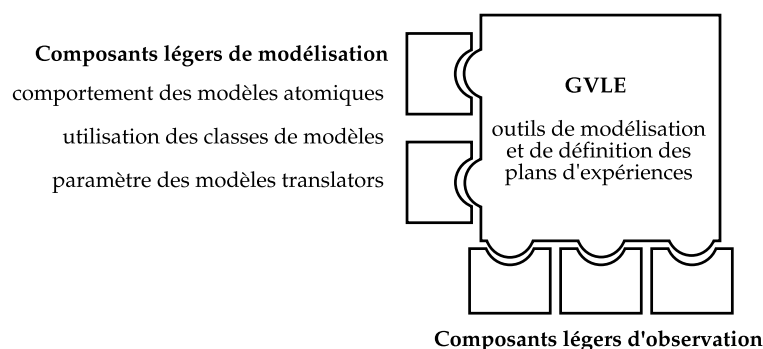 Composants légers de modélisation
comportement des modèles atomiques
utilisation des classes de modèles
paramètre des modèles translators
GVLE
outils de modélisation
et de définition des
plans d'expériences
Composants légers d'observation